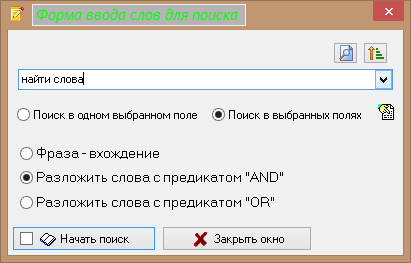 Форма ввода слов для поиска
найти слова
Поиск в одном выбранном поле Поиск в выбранных полях
Фраза - вхождение
Разложить слова с предикатом "AND"
Разложить слова с предикатом "OR"
Начать поиск Закрыть окно